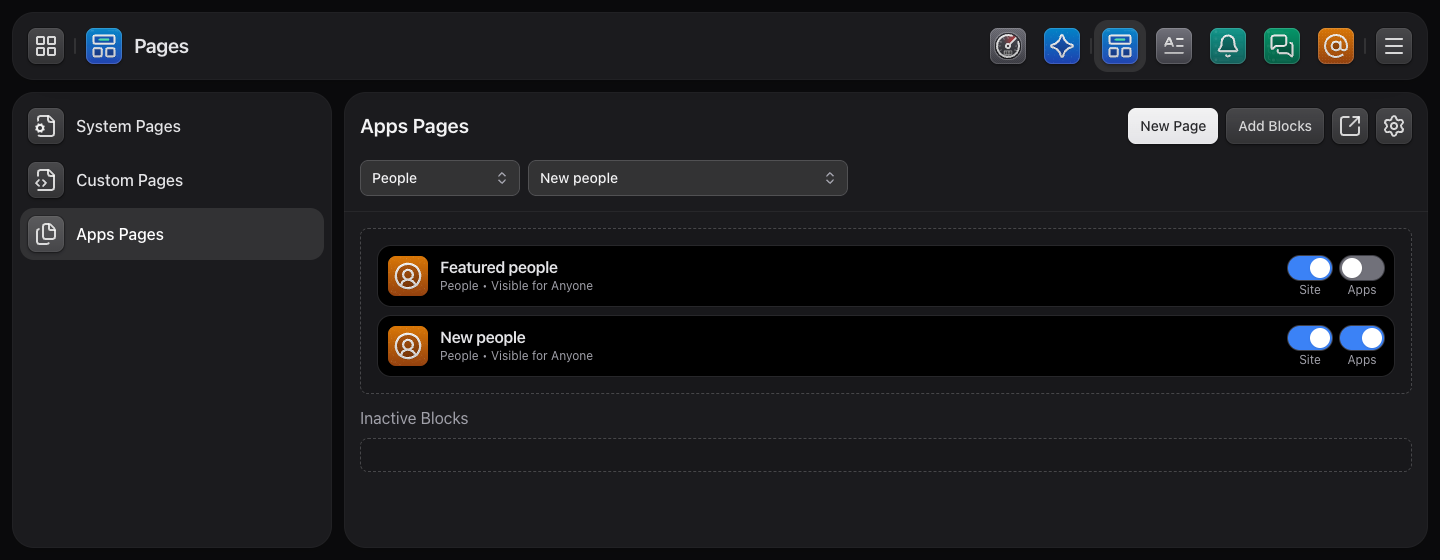 Pages
System Pages
Custom Pages
Apps Pages
Apps Pages
New Page
Add Blocks
People
New people
Featured people
People • Visible for Anyone
Site
Apps
New people
People • Visible for Anyone
Site
Apps
Inactive Blocks